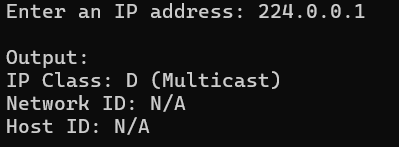 Enter an IP address: 224.0.0.1
Output:
IP Class: D (Multicast)
Network ID: N/A
Host ID: N/A